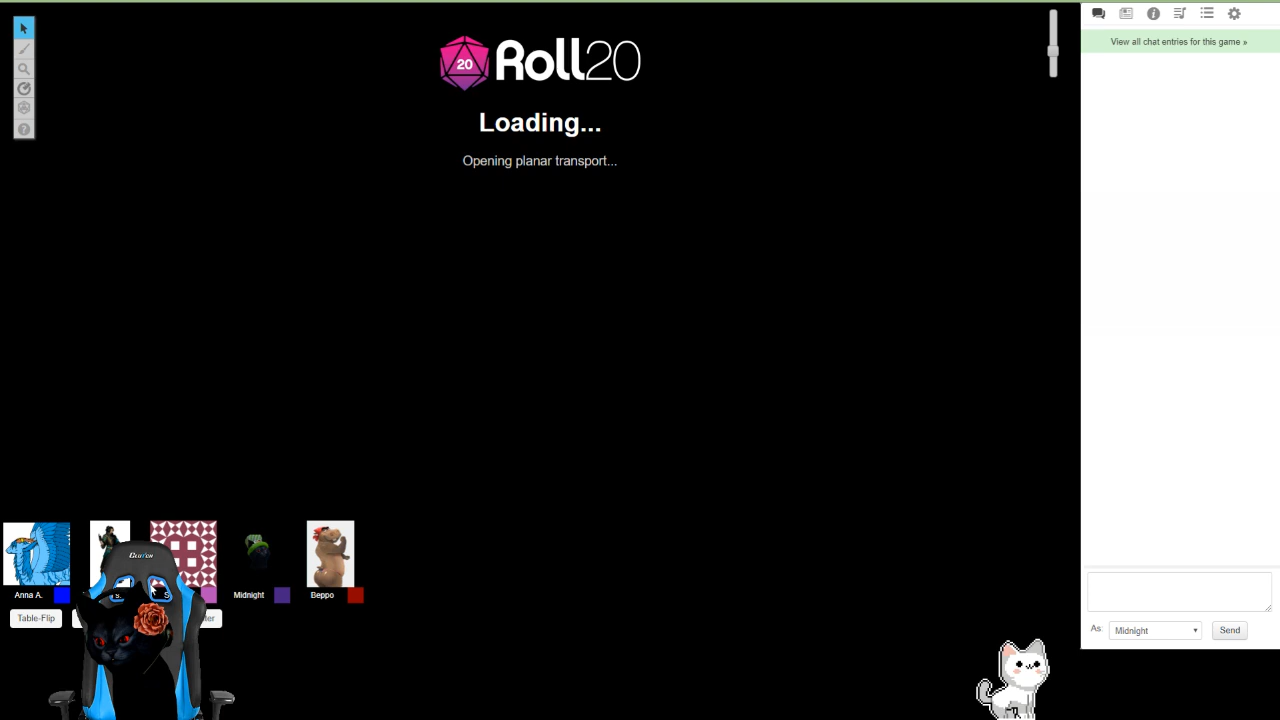 20 Roll20
Loading...
Opening planar transport...
View all chat entries for this game »
Anna A.
Midnight
Beppo
Table-Flip
As:
Midnight
Send